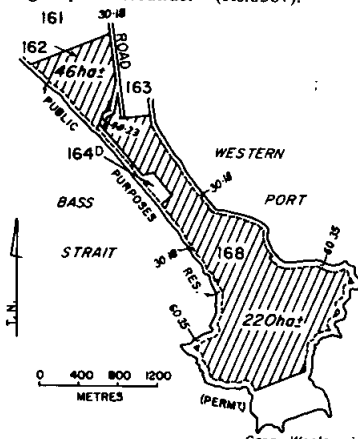 161
30·18
162
ROAD
46ha±
163
PUBLIC
164D
WESTERN
PURPOSES
30·18
BASS
PORT
STRAIT
30·18
168
60·35
RES.
T.N.
60·35
220ha±
0 400 800 1200
METRES
(PERMT.)